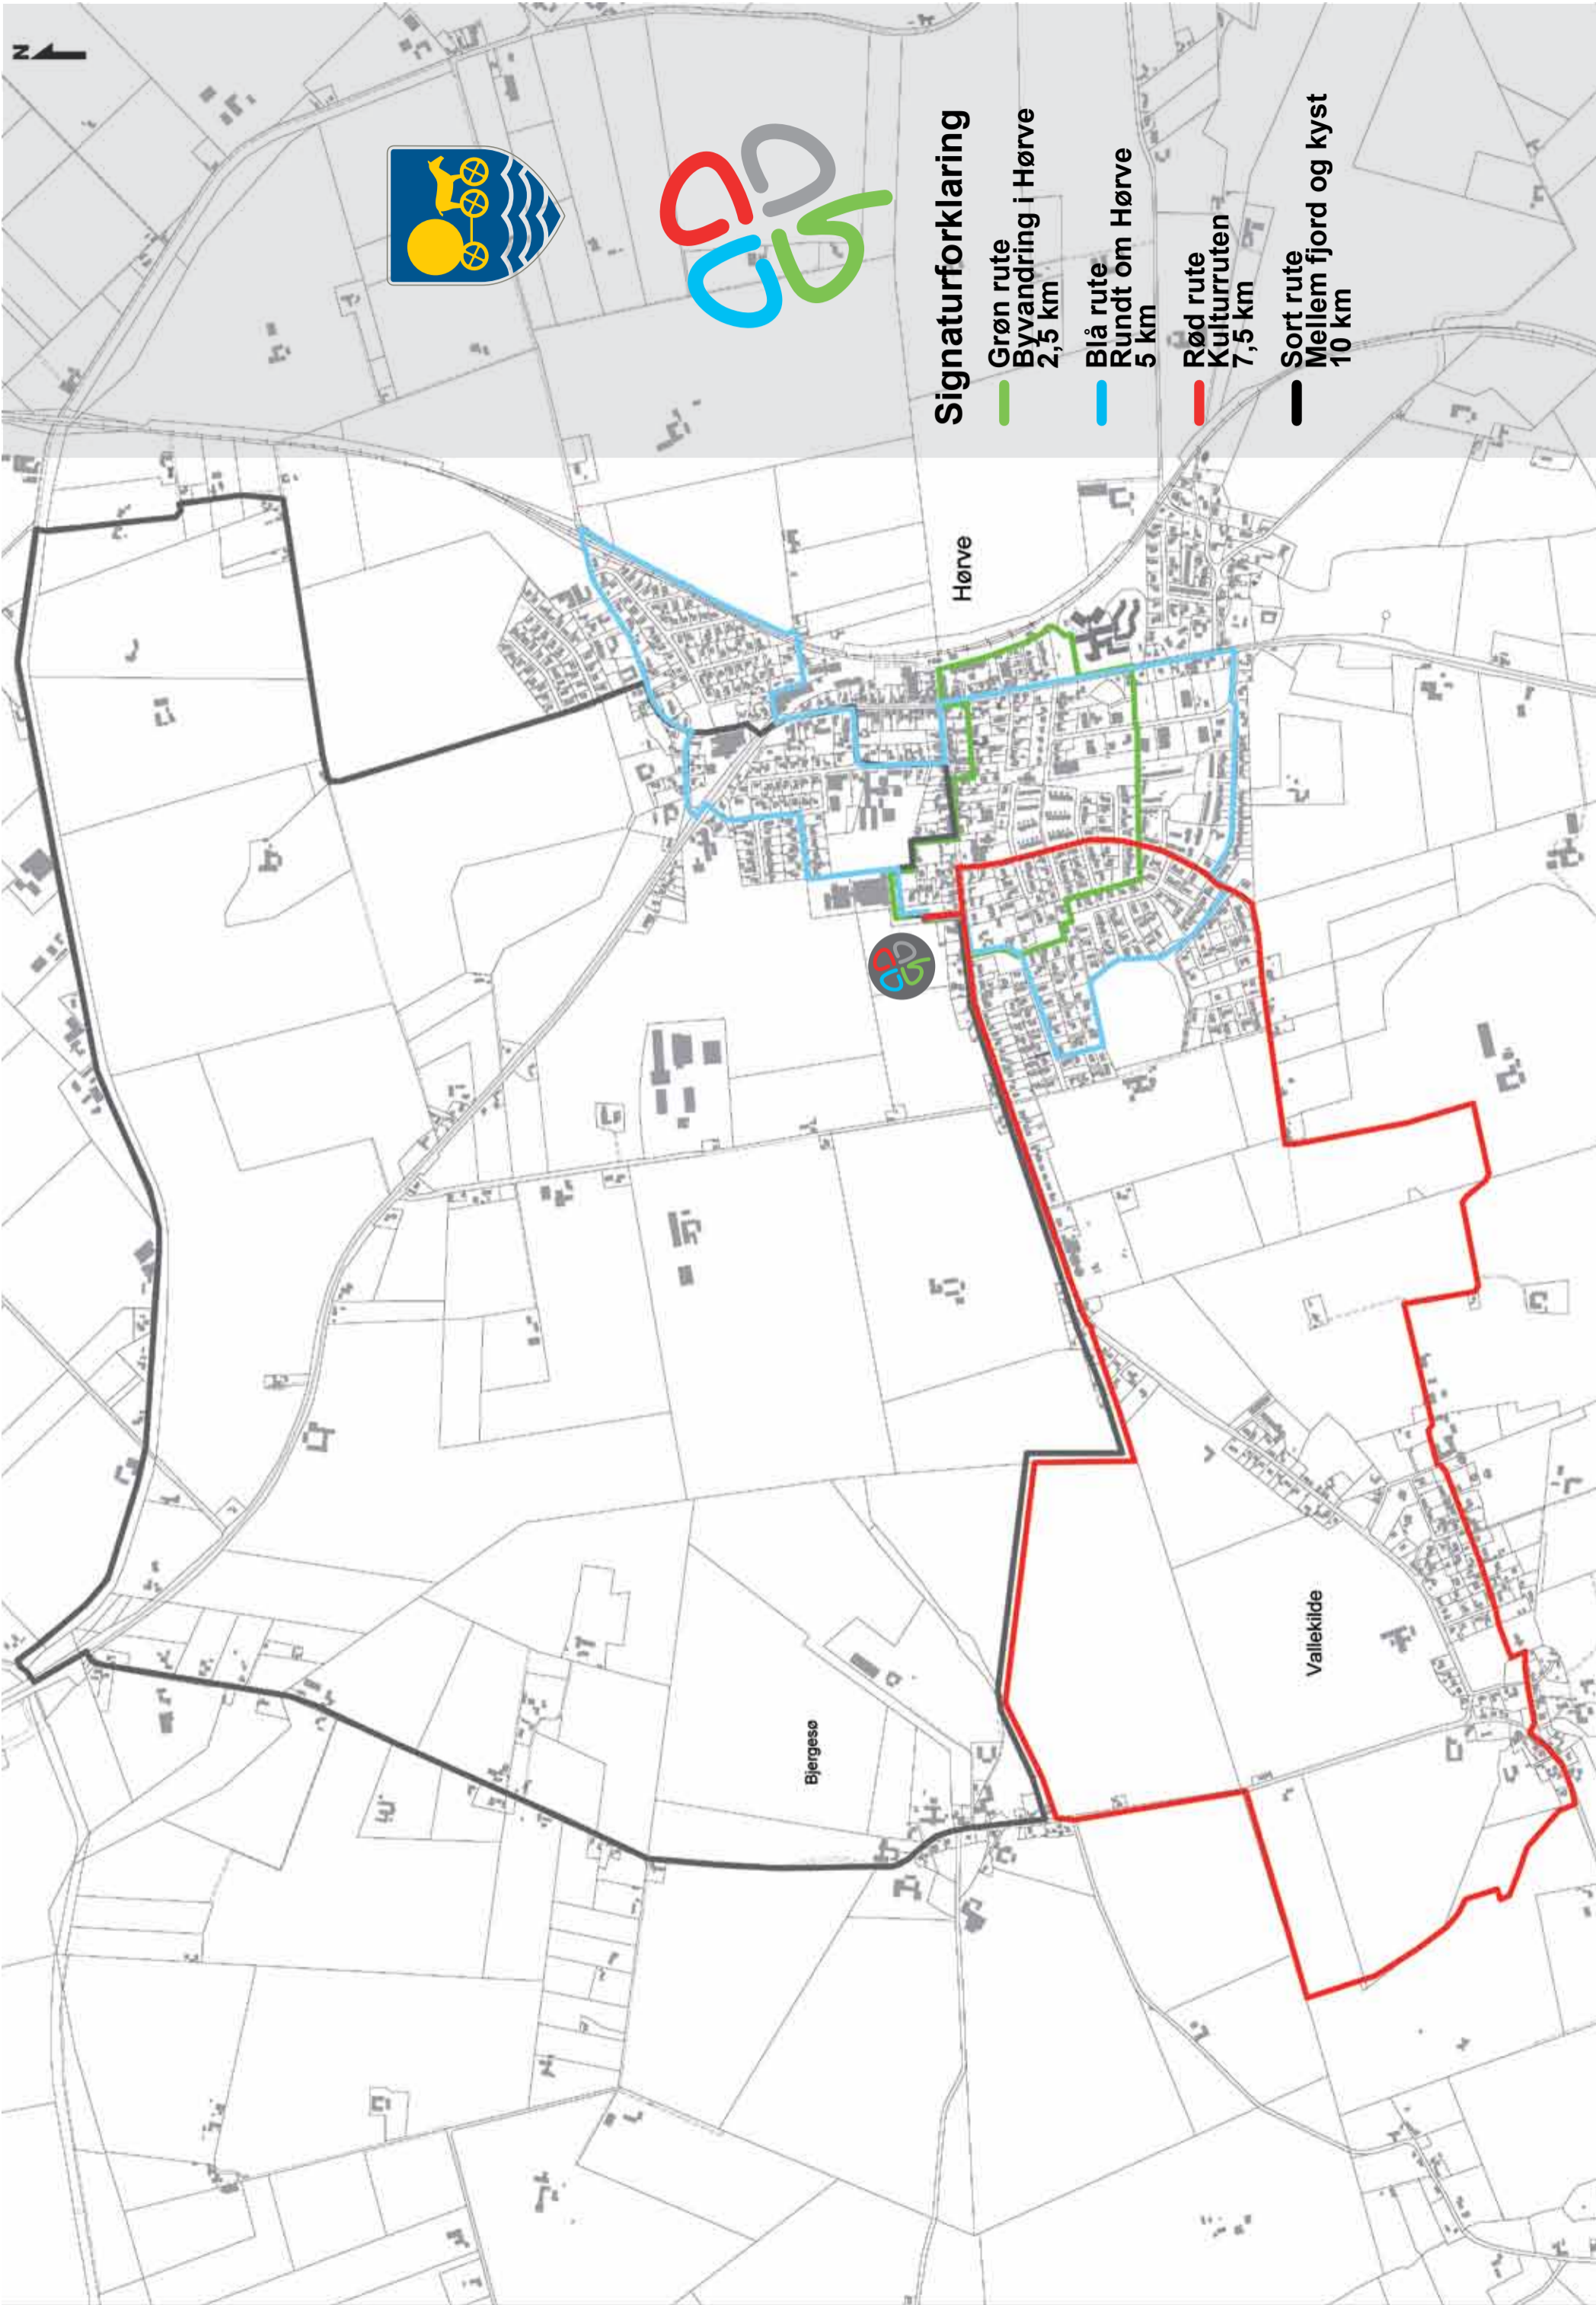 N
Signaturforklaring
Grøn rute
Byvandring i Hørve
2,5 km
Blå rute
Rundt om Hørve
5 km
Rød rute
Kulturruten
7,5 km
Sort rute
Mellem fjord og kyst
10 km
Hørve
Bjergesø
Vallekilde